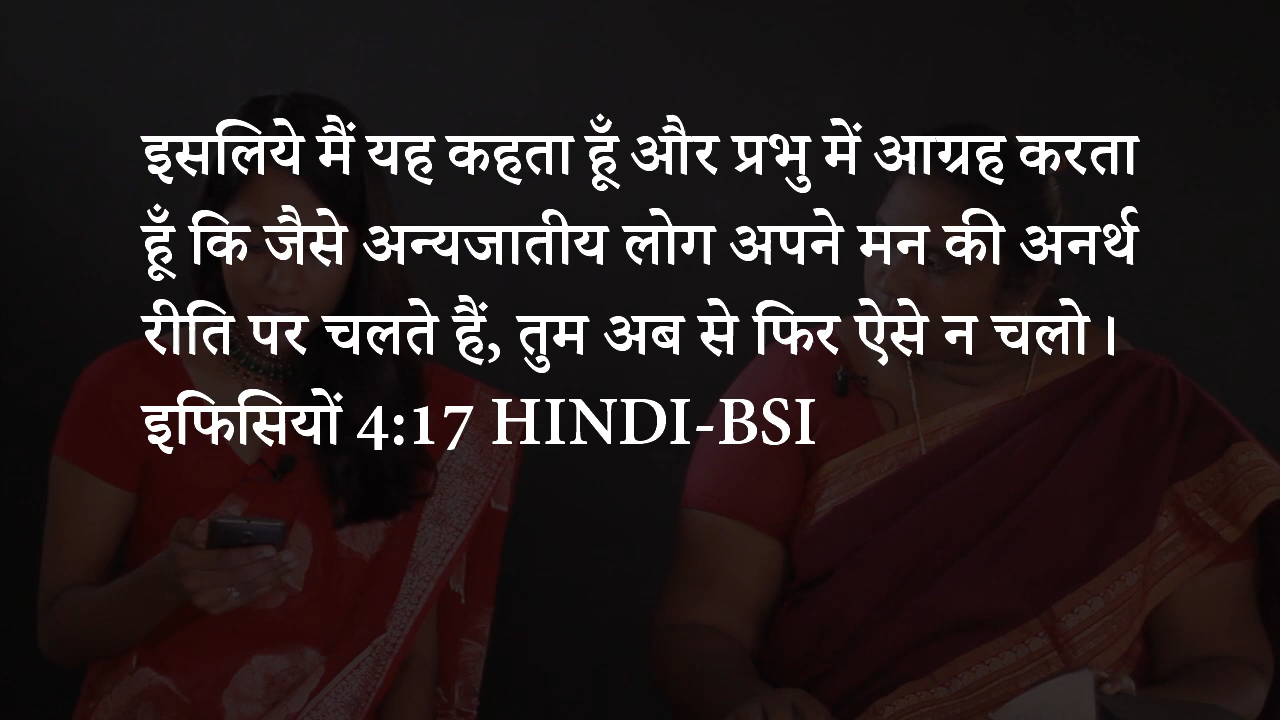 इसलिये मैं यह कहता हूँ और प्रभु में आग्रह करता
हूँ कि जैसे अन्यजातीय लोग अपने मन की अनर्थ
रीति पर चलते हैं, तुम अब से फिर ऐसे न चलो।
इफिसियों 4:17 HINDI-BSI